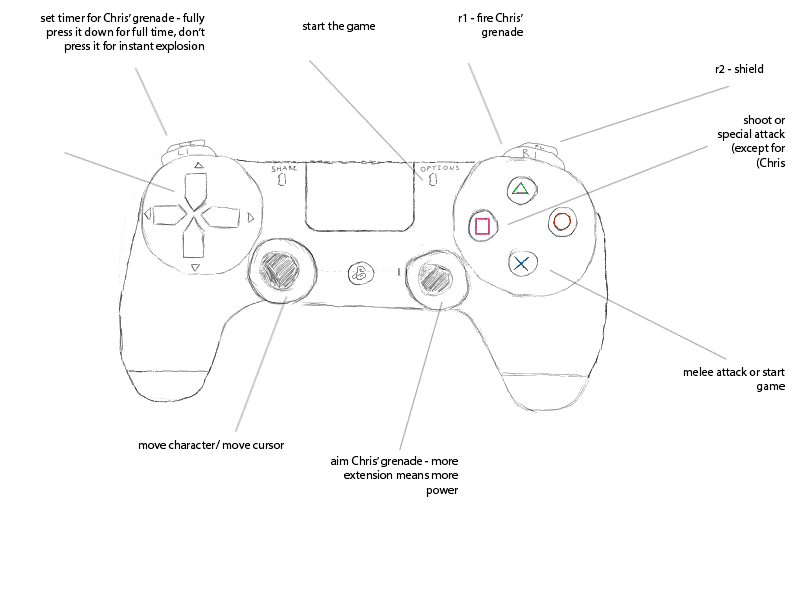 set timer for Chris' grenade - fully
press it down for full time, don't
press it for instant explosion
start the game
r1 - fire Chris'
grenade
r2 - shield
shoot or
special attack
(except for
(Chris
L1
R1
SHARE
OPTIONS
melee attack or start
game
move character/ move cursor
aim Chris' grenade - more
extension means more
power